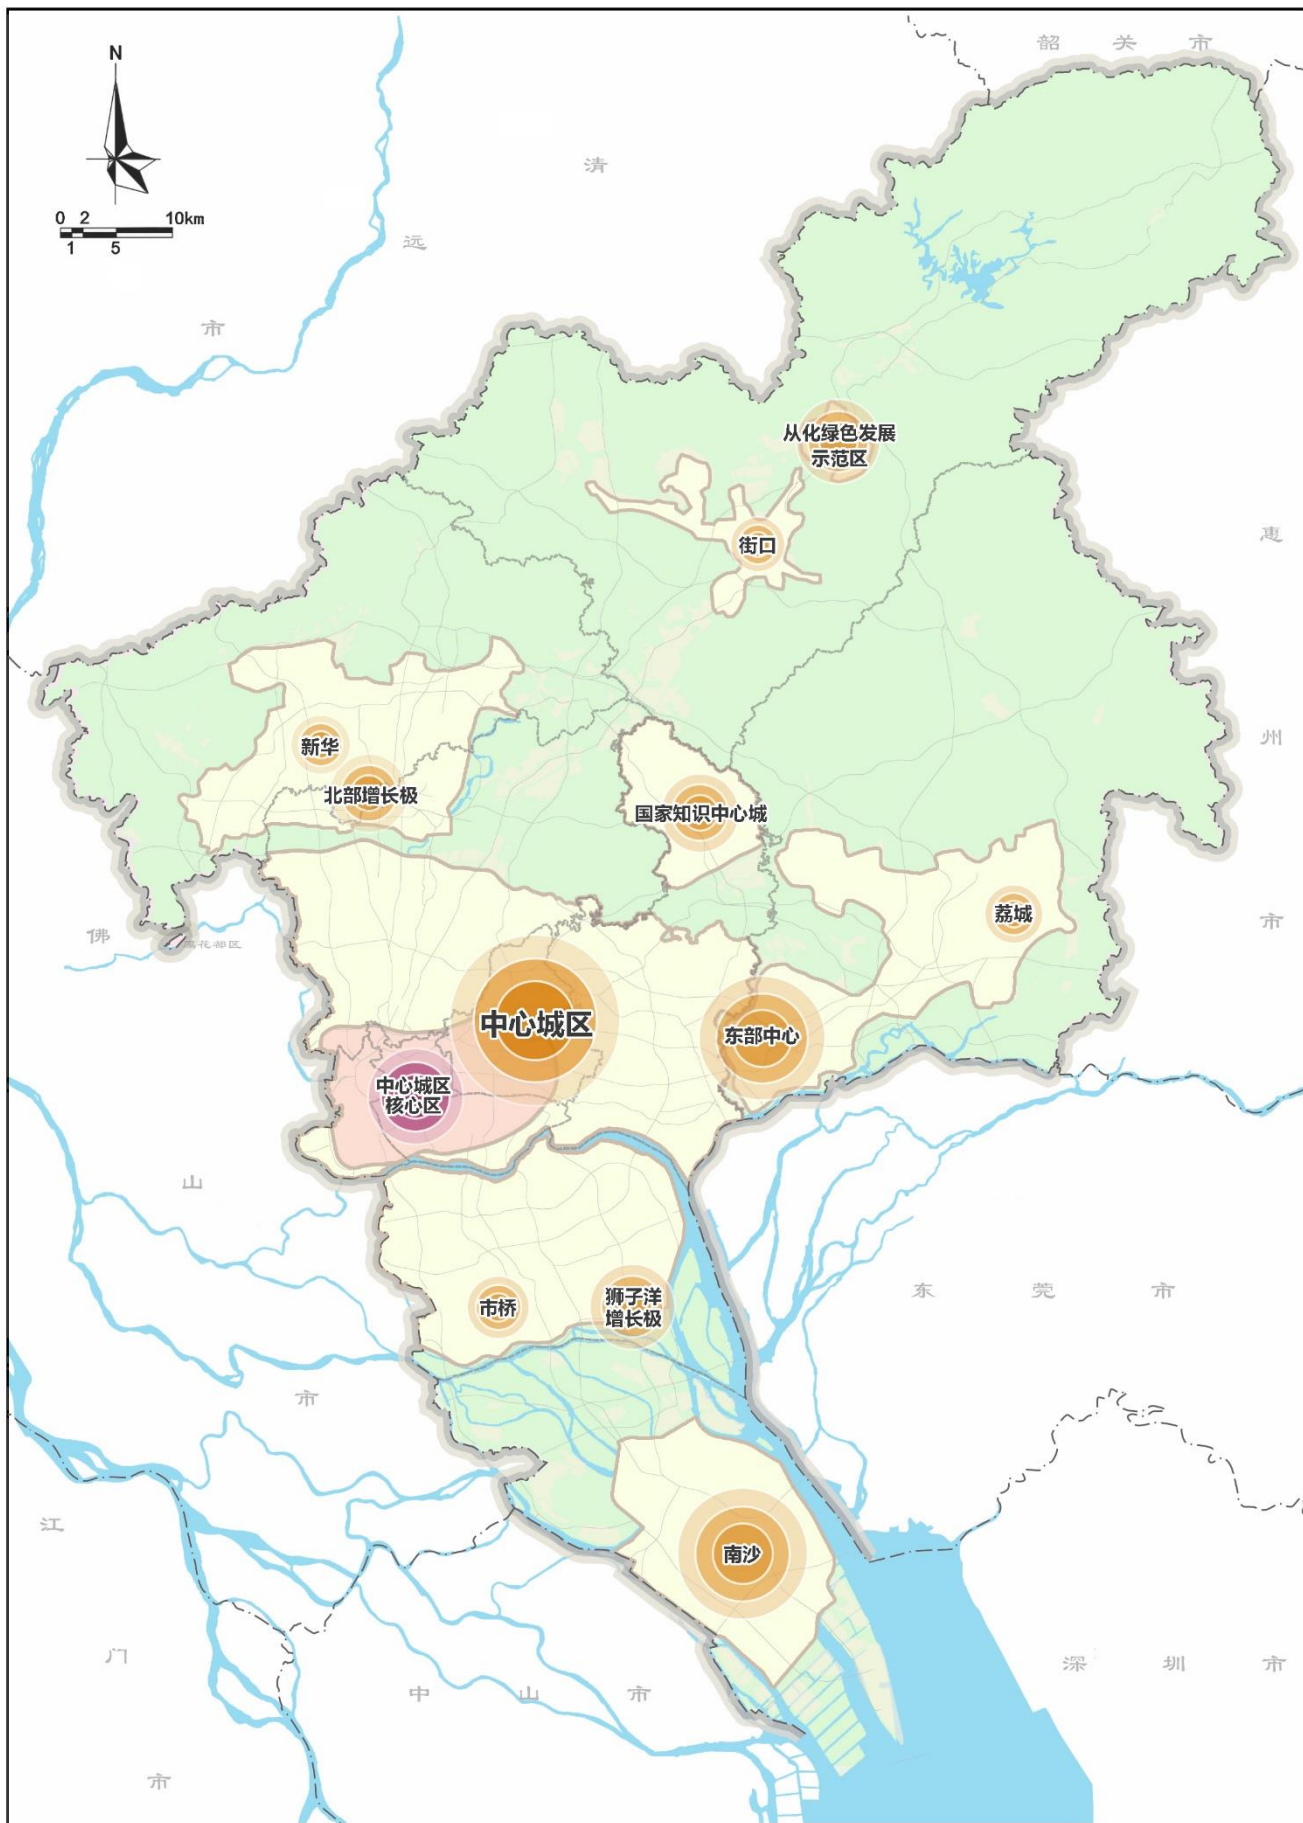 韶关市
N
清
0 2 10km
1 5
远
市
从化绿色发展
示范区
惠
街口
州
新华
北部增长极
国家知识中心城
荔城
市
佛
花都区
中心城区
东部中心
中心城区
核心区
山
东莞市
市桥
狮子洋
增长极
市
江
南沙
门
深圳市
中山市
市